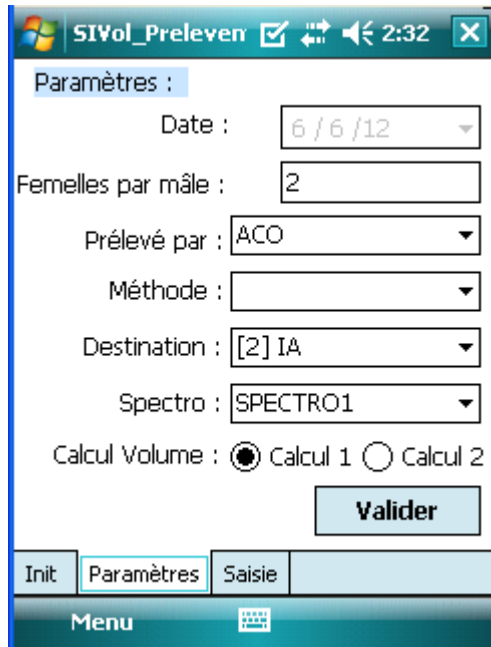 SIVol_Preleven 2:32
Paramètres :
Date : 6 / 6 /12
Femelles par mâle : 2
Prélevé par : ACO
Méthode :
Destination : [2] IA
Spectro : SPECTRO1
Calcul Volume : Calcul 1 Calcul 2
Valider
Init Paramètres Saisie
Menu